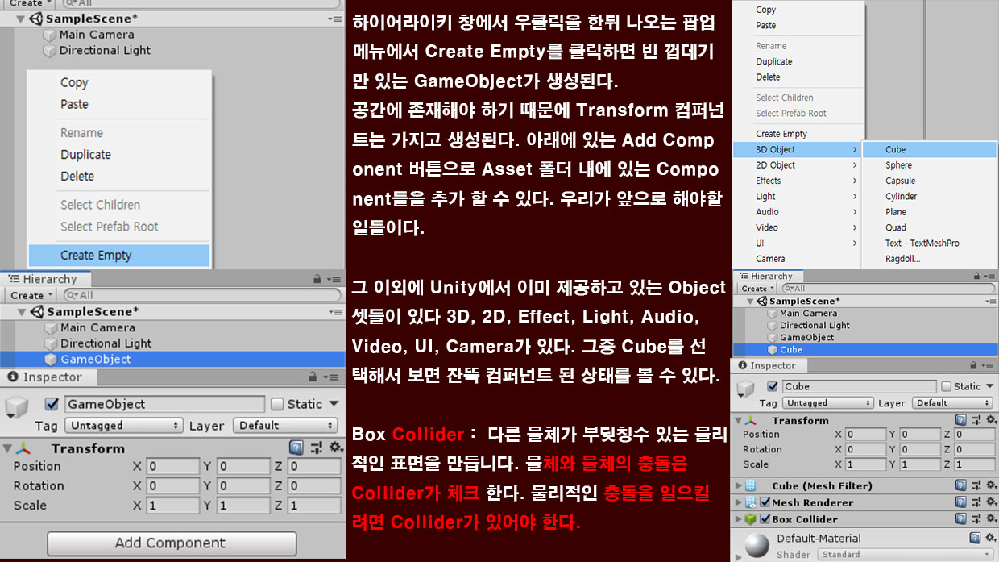 Create
All
SampleScene*
Main Camera
Directional Light
Copy
Paste
Rename
Duplicate
Delete
Select Children
Select Prefab Root
Create Empty
Hierarchy
Create
All
SampleScene*
Main Camera
Directional Light
GameObject
Inspector
GameObject
Static
Tag Untagged Layer Default
Transform
Position X 0 Y 0 Z 0
Rotation X 0 Y 0 Z 0
Scale X 1 Y 1 Z 1
Add Component
하이어라이키 창에서 우클릭을 한뒤 나오는 팝업
메뉴에서 Create Empty를 클릭하면 빈 껌데기
만 있는 GameObject가 생성된다.
공간에 존재해야 하기 때문에 Transform 컴퍼넌
트는 가지고 생성된다. 아래에 있는 Add Comp
onent 버튼으로 Asset 폴더 내에 있는 Compo
nent들을 추가 할 수 있다. 우리가 앞으로 해야할
일들이다.
그 이외에 Unity에서 이미 제공하고 있는 Object
셋들이 있다 3D, 2D, Effect, Light, Audio,
Video, UI, Camera가 있다. 그중 Cube를 선
택해서 보면 잔뜩 컴퍼넌트 된 상태를 볼 수 있다.
Box Collider : 다른 물체가 부딪칭수 있는 물리
적인 표면을 만듭니다. 물체와 물체의 충돌은
Collider가 체크 한다. 물리적인 충돌을 일으킬
려면 Collider가 있어야 한다.
Copy
Paste
Rename
Duplicate
Delete
Select Children
Select Prefab Root
Create Empty
3D Object
2D Object
Effects
Light
Audio
Video
UI
Camera
Cube
Sphere
Capsule
Cylinder
Plane
Quad
Text - TextMeshPro
Ragdoll...
Hierarchy
Create
All
SampleScene*
Main Camera
Directional Light
GameObject
Cube
Inspector
Cube
Static
Tag Untagged Layer Default
Transform
Position X 0 Y 0 Z 0
Rotation X 0 Y 0 Z 0
Scale X 1 Y 1 Z 1
Cube (Mesh Filter)
Mesh Renderer
Box Collider
Default-Material
Shader Standard